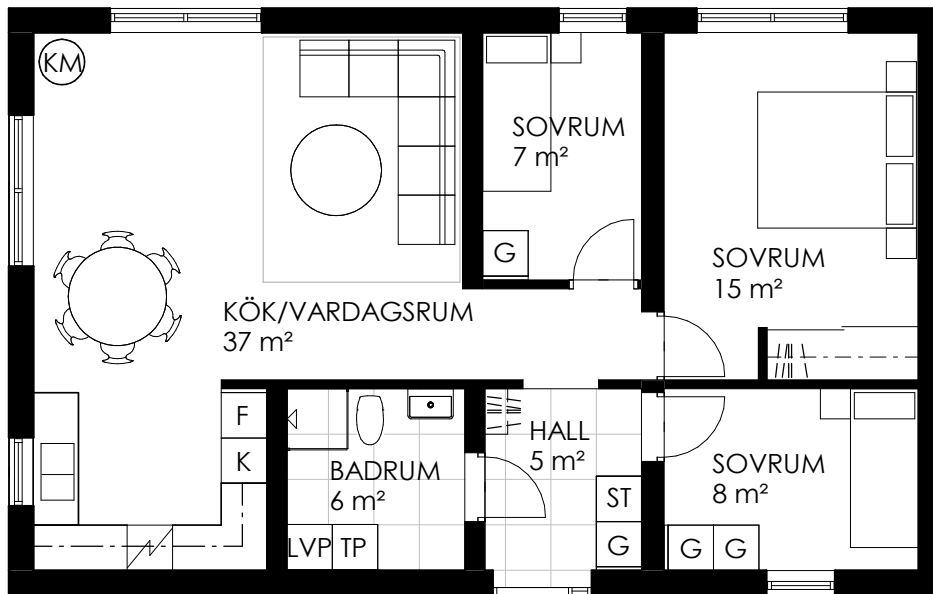 KM
SOVRUM
7 m²
G
SOVRUM
15 m²
KÖK/VARDAGSRUM
37 m²
F
K
BADRUM
6 m²
LVP TP
HALL
5 m²
ST
G
SOVRUM
8 m²
G G